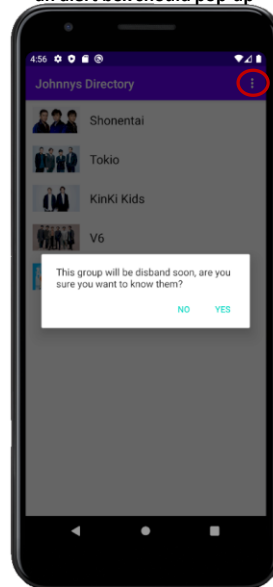 an alert box should pop-up
4:56
Johnnys Directory
Shonentai
Tokio
KinKi Kids
V6
This group will be disband soon, are you
sure you want to know them?
NO YES